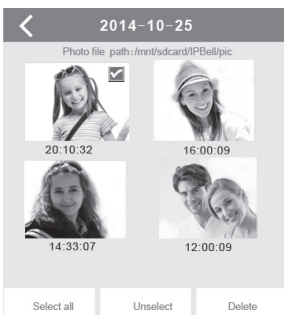 2014-10-25
Photo file path:/mnt/sdcard/IPBell/pic
20:10:32 16:00:09
14:33:07 12:00:09
Select all Unselect Delete